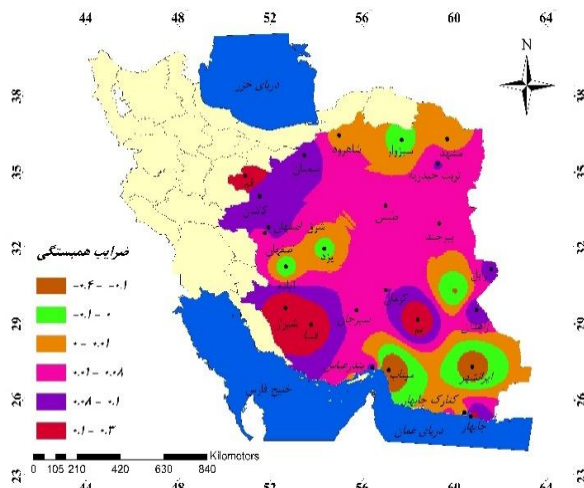 44 48 52 56 60 64
N
دریای خزر
38 38
شاهرود سبزوار مشهد
سمنان تربت حیدریه
35 35
قم
کاشان طبس
شرق اصفهان بیرجند
اصفهان یزد
32 32
ضرایب همبستگی
آباده زابل
-۰.۴ - -۰.۱
کرمان
-۰.۱ - ۰
شیراز سیرجان بم زاهدان
29 29
۰ - ۰.۰۱
فسا
۰.۰۱ - ۰.۰۸
بندرعباس میناب ایرانشهر
خلیج فارس
۰.۰۸ - ۰.۱
کنارک چابهار
26 26
۰.۱ - ۰.۳
چابهار
دریای عمان
Kilometers
0 105 210 420 630 840
23 23
44 48 52 56 60 64